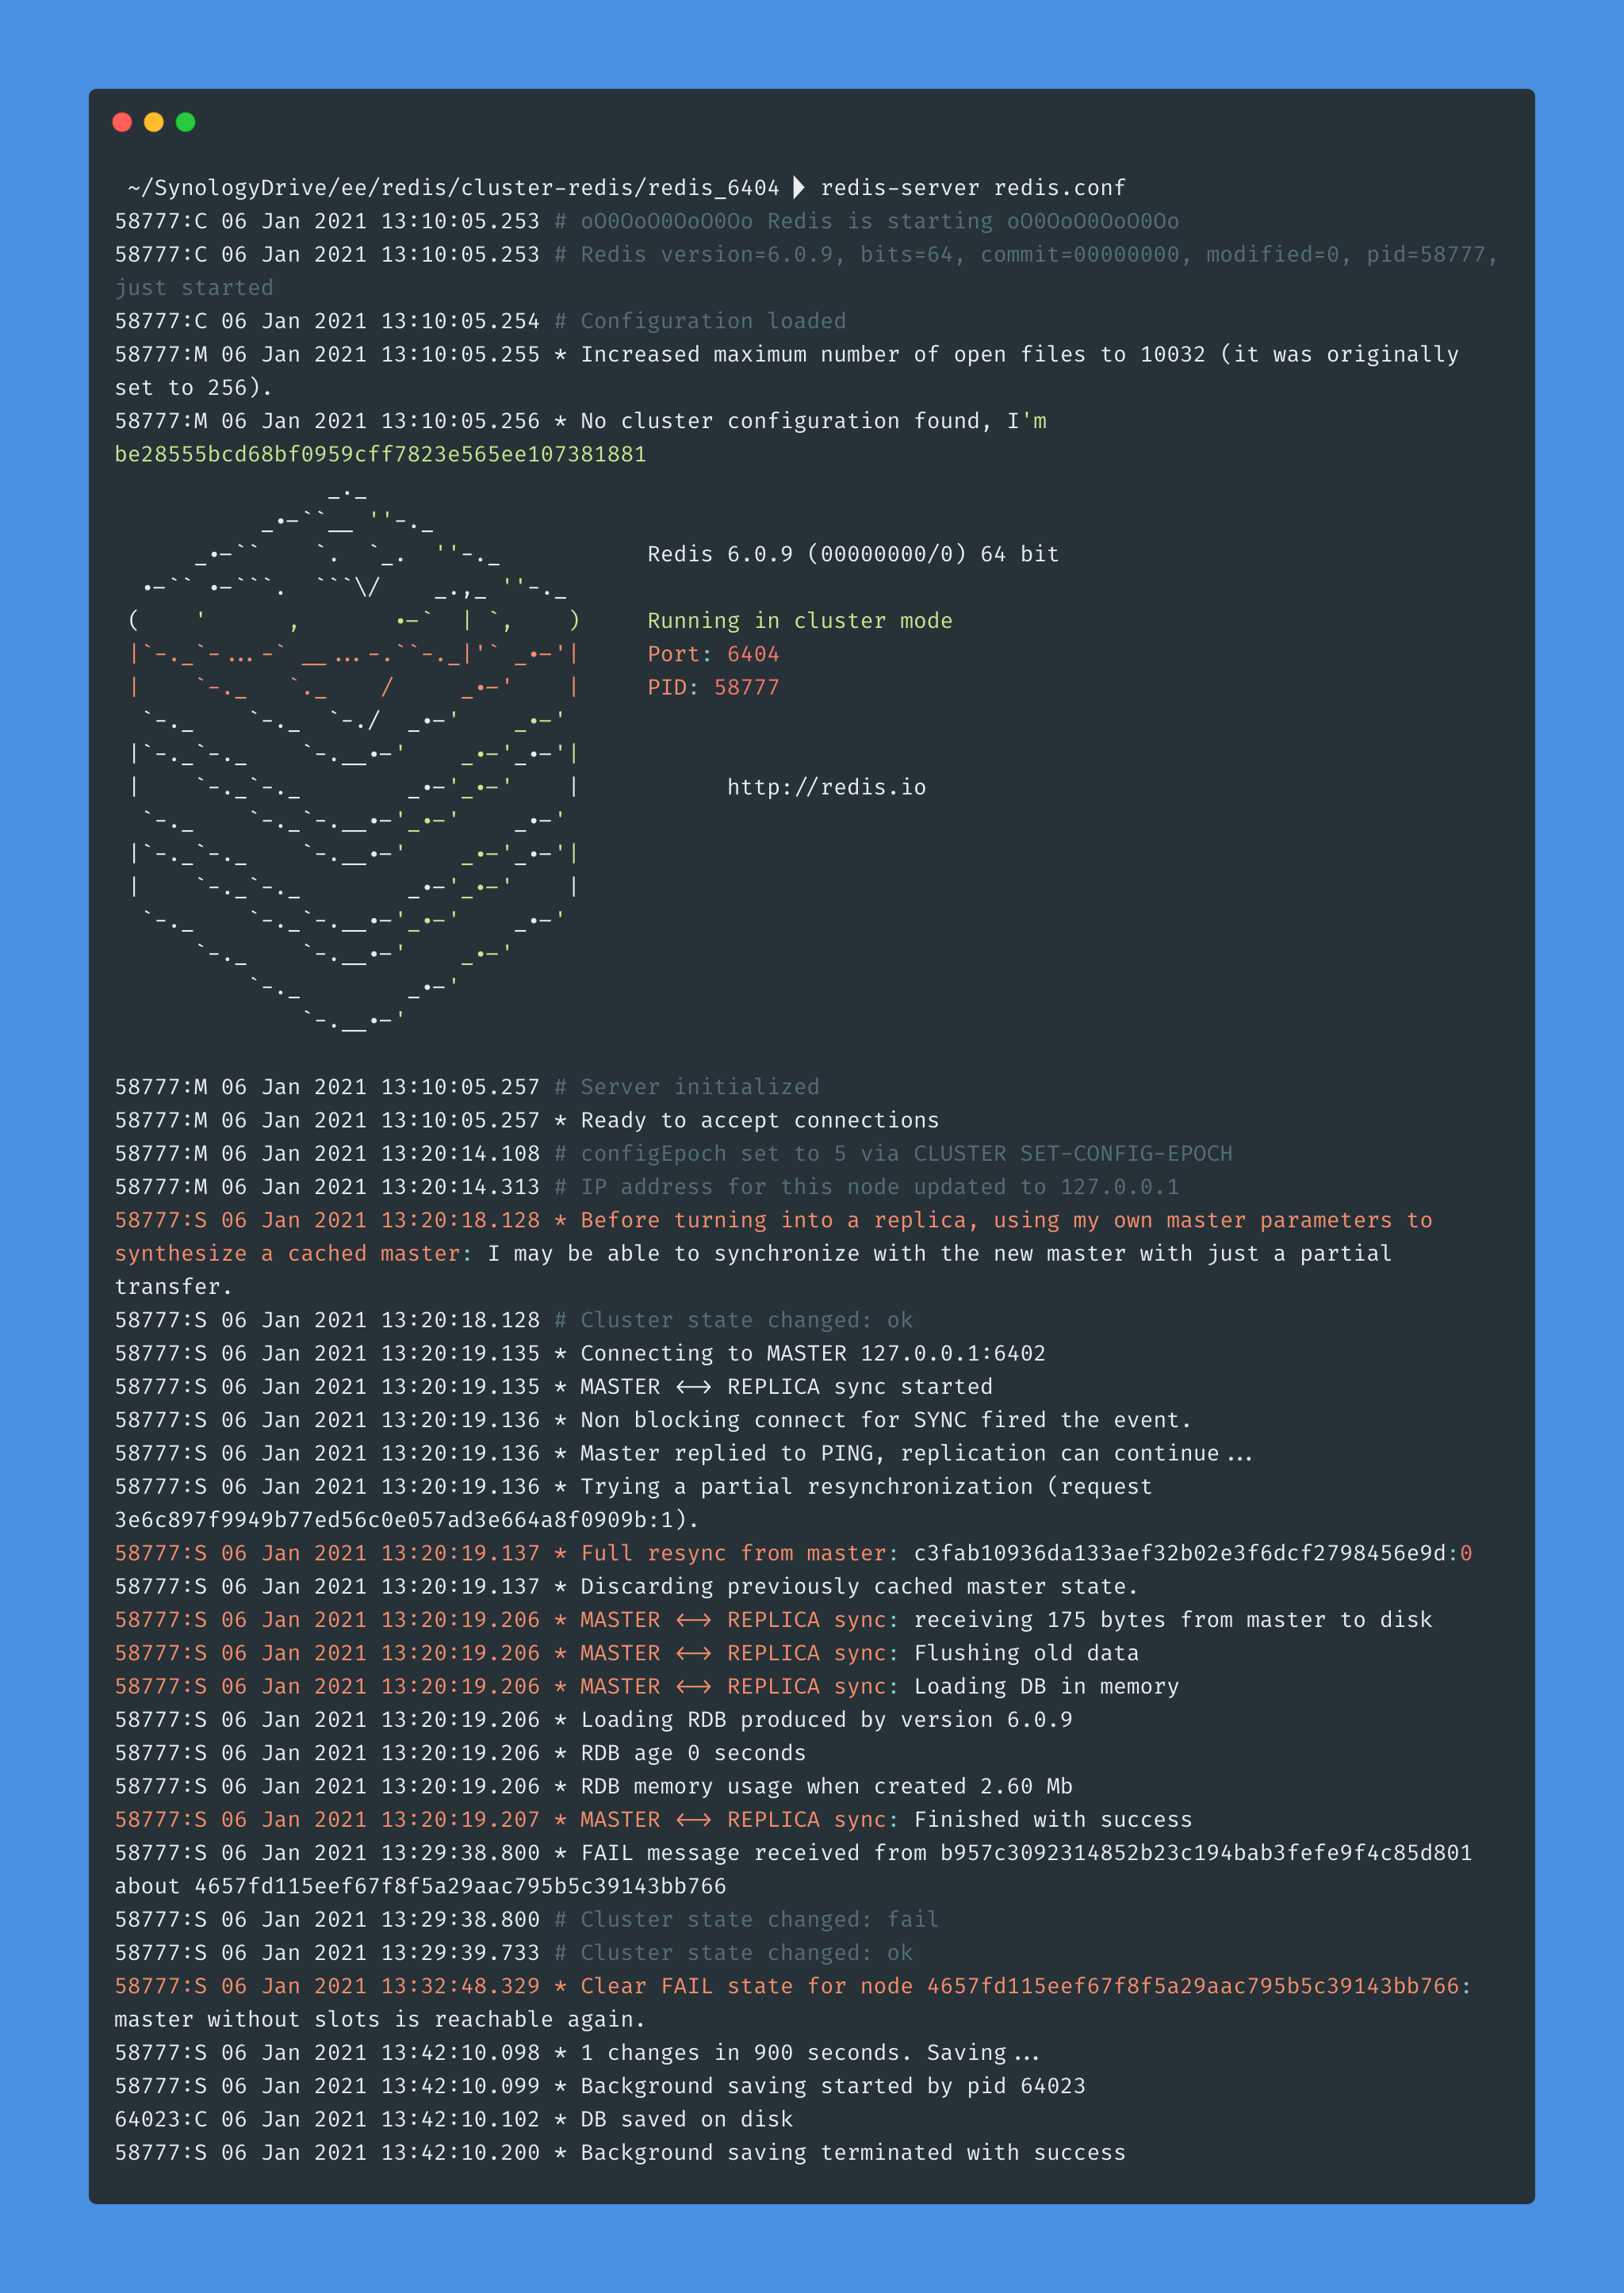 ~/SynologyDrive/ee/redis/cluster-redis/redis_6404 ▶ redis-server redis.conf
58777:C 06 Jan 2021 13:10:05.253 # oO0OoO0OoO0Oo Redis is starting oO0OoO0OoO0Oo
58777:C 06 Jan 2021 13:10:05.253 # Redis version=6.0.9, bits=64, commit=00000000, modified=0, pid=58777,
just started
58777:C 06 Jan 2021 13:10:05.254 # Configuration loaded
58777:M 06 Jan 2021 13:10:05.255 * Increased maximum number of open files to 10032 (it was originally
set to 256).
58777:M 06 Jan 2021 13:10:05.256 * No cluster configuration found, I'm
be28555bcd68bf0959cff7823e565ee107381881
                _._
           _.-``__ ''-._
      _.-``    `.  `_.  ''-._           Redis 6.0.9 (00000000/0) 64 bit
  .-`` .-```.  ```\/    _.,_ ''-._
 (    '      ,       .-`  | `,    )     Running in cluster mode
 |`-._`-...-` __...-.``-._|'` _.-'|     Port: 6404
 |    `-._   `._    /     _.-'    |     PID: 58777
  `-._    `-._  `-./  _.-'    _.-'
 |`-._`-._    `-.__.-'    _.-'_.-'|
 |    `-._`-._        _.-'_.-'    |           http://redis.io
  `-._    `-._`-.__.-'_.-'    _.-'
 |`-._`-._    `-.__.-'    _.-'_.-'|
 |    `-._`-._        _.-'_.-'    |
  `-._    `-._`-.__.-'_.-'    _.-'
      `-._    `-.__.-'    _.-'
          `-._        _.-'
              `-.__.-'
58777:M 06 Jan 2021 13:10:05.257 # Server initialized
58777:M 06 Jan 2021 13:10:05.257 * Ready to accept connections
58777:M 06 Jan 2021 13:20:14.108 # configEpoch set to 5 via CLUSTER SET-CONFIG-EPOCH
58777:M 06 Jan 2021 13:20:14.313 # IP address for this node updated to 127.0.0.1
58777:S 06 Jan 2021 13:20:18.128 * Before turning into a replica, using my own master parameters to
synthesize a cached master: I may be able to synchronize with the new master with just a partial
transfer.
58777:S 06 Jan 2021 13:20:18.128 # Cluster state changed: ok
58777:S 06 Jan 2021 13:20:19.135 * Connecting to MASTER 127.0.0.1:6402
58777:S 06 Jan 2021 13:20:19.135 * MASTER <-> REPLICA sync started
58777:S 06 Jan 2021 13:20:19.136 * Non blocking connect for SYNC fired the event.
58777:S 06 Jan 2021 13:20:19.136 * Master replied to PING, replication can continue...
58777:S 06 Jan 2021 13:20:19.136 * Trying a partial resynchronization (request
3e6c897f9949b77ed56c0e057ad3e664a8f0909b:1).
58777:S 06 Jan 2021 13:20:19.137 * Full resync from master: c3fab10936da133aef32b02e3f6dcf2798456e9d:0
58777:S 06 Jan 2021 13:20:19.137 * Discarding previously cached master state.
58777:S 06 Jan 2021 13:20:19.206 * MASTER <-> REPLICA sync: receiving 175 bytes from master to disk
58777:S 06 Jan 2021 13:20:19.206 * MASTER <-> REPLICA sync: Flushing old data
58777:S 06 Jan 2021 13:20:19.206 * MASTER <-> REPLICA sync: Loading DB in memory
58777:S 06 Jan 2021 13:20:19.206 * Loading RDB produced by version 6.0.9
58777:S 06 Jan 2021 13:20:19.206 * RDB age 0 seconds
58777:S 06 Jan 2021 13:20:19.206 * RDB memory usage when created 2.60 Mb
58777:S 06 Jan 2021 13:20:19.207 * MASTER <-> REPLICA sync: Finished with success
58777:S 06 Jan 2021 13:29:38.800 * FAIL message received from b957c3092314852b23c194bab3fefe9f4c85d801
about 4657fd115eef67f8f5a29aac795b5c39143bb766
58777:S 06 Jan 2021 13:29:38.800 # Cluster state changed: fail
58777:S 06 Jan 2021 13:29:39.733 # Cluster state changed: ok
58777:S 06 Jan 2021 13:32:48.329 * Clear FAIL state for node 4657fd115eef67f8f5a29aac795b5c39143bb766:
master without slots is reachable again.
58777:S 06 Jan 2021 13:42:10.098 * 1 changes in 900 seconds. Saving...
58777:S 06 Jan 2021 13:42:10.099 * Background saving started by pid 64023
64023:C 06 Jan 2021 13:42:10.102 * DB saved on disk
58777:S 06 Jan 2021 13:42:10.200 * Background saving terminated with success